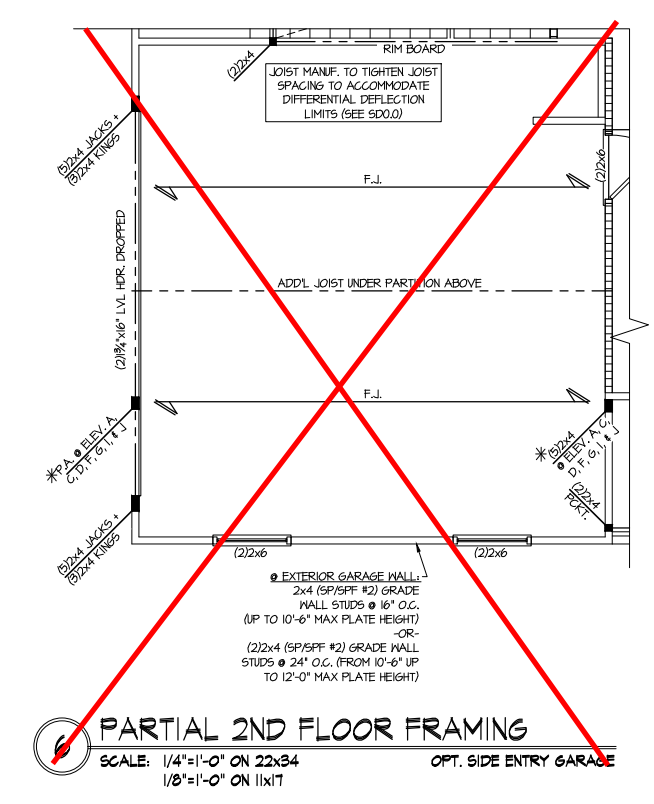 RIM BOARD
(2)2x4
JOIST MANUF. TO TIGHTEN JOIST
SPACING TO ACCOMMODATE
DIFFERENTIAL DEFLECTION
LIMITS (SEE SD0.0)
(5)2x4 JACKS +
(3)2x4 KINGS
(2)2x6
F.J.
(2)1¾"x16" LVL HDR. DROPPED
ADD'L JOIST UNDER PARTITION ABOVE
F.J.
*P.A. @ ELEV. A,
C, D, F, G, I, & J
*(5)2x4
@ ELEV. A, C,
D, F, G, I, & J
(2)2x4
PCKT.
(5)2x4 JACKS +
(3)2x4 KINGS
(2)2x6
(2)2x6
@ EXTERIOR GARAGE WALL:
2x4 (SP/SPF #2) GRADE
WALL STUDS @ 16" O.C.
(UP TO 10'-6" MAX PLATE HEIGHT)
-OR-
(2)2x4 (SP/SPF #2) GRADE WALL
STUDS @ 24" O.C. (FROM 10'-6" UP
TO 12'-0" MAX PLATE HEIGHT)
6
PARTIAL 2ND FLOOR FRAMING
SCALE: 1/4"=1'-0" ON 22x34
OPT. SIDE ENTRY GARAGE
1/8"=1'-0" ON 11x17